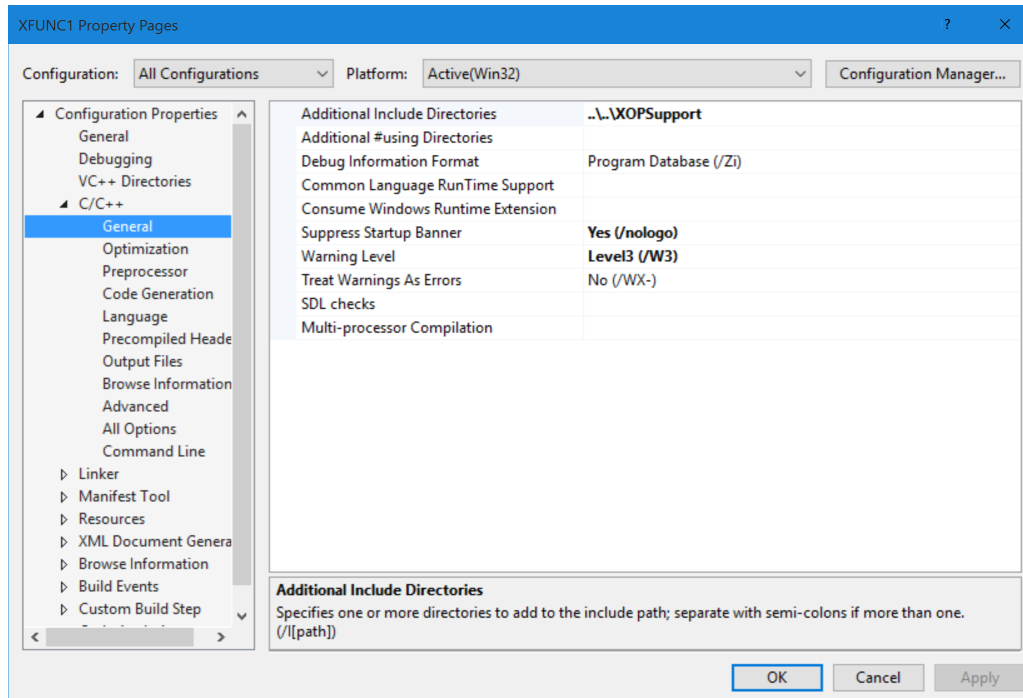 XFUNC1 Property Pages
?
Configuration: All Configurations Platform: Active(Win32) Configuration Manager...
Configuration Properties
General
Debugging
VC++ Directories
C/C++
General
Optimization
Preprocessor
Code Generation
Language
Precompiled Heade
Output Files
Browse Information
Advanced
All Options
Command Line
Linker
Manifest Tool
Resources
XML Document Genera
Browse Information
Build Events
Custom Build Step
Additional Include Directories ..\..\XOPSupport
Additional #using Directories
Debug Information Format Program Database (/Zi)
Common Language RunTime Support
Consume Windows Runtime Extension
Suppress Startup Banner Yes (/nologo)
Warning Level Level3 (/W3)
Treat Warnings As Errors No (/WX-)
SDL checks
Multi-processor Compilation
Additional Include Directories
Specifies one or more directories to add to the include path; separate with semi-colons if more than one.
(/I[path])
OK Cancel Apply